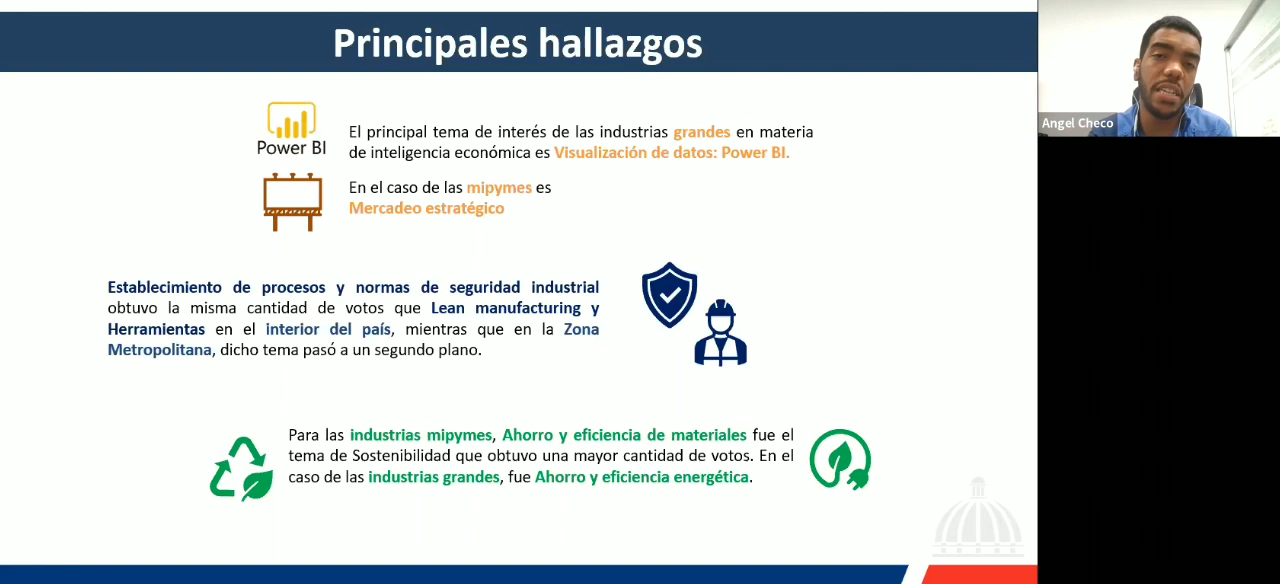 Principales hallazgos
Angel Checo
Power BI
El principal tema de interés de las industrias grandes en materia
de inteligencia económica es Visualización de datos: Power BI.
En el caso de las mipymes es
Mercadeo estratégico
Establecimiento de procesos y normas de seguridad industrial
obtuvo la misma cantidad de votos que Lean manufacturing y
Herramientas en el interior del país, mientras que en la Zona
Metropolitana, dicho tema pasó a un segundo plano.
Para las industrias mipymes, Ahorro y eficiencia de materiales fue el
tema de Sostenibilidad que obtuvo una mayor cantidad de votos. En el
caso de las industrias grandes, fue Ahorro y eficiencia energética.